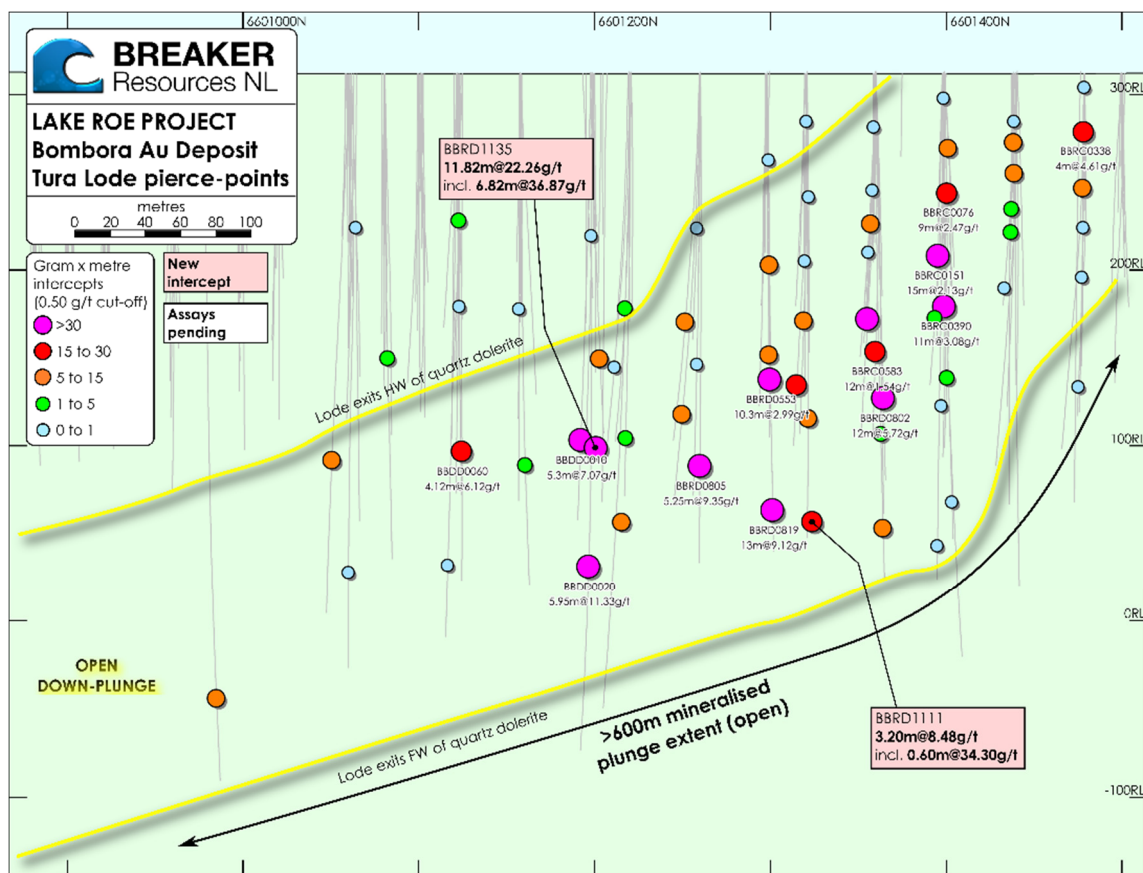 6601000N
6601200N
6601400N
BREAKER
Resources NL
LAKE ROE PROJECT
Bombora Au Deposit
Tura Lode pierce-points
metres
0 20 40 60 80 100
Gram x metre
intercepts
(0.50 g/t cut-off)
>30
15 to 30
5 to 15
1 to 5
0 to 1
New
intercept
Assays
pending
300RL
200RL
100RL
0RL
-100RL
BBRD1135
11.82m@22.26g/t
incl. 6.82m@36.87g/t
BBRC0338
4m@4.61g/t
BBRC0076
9m@2.47g/t
BBRC0151
15m@2.13g/t
BBRC0390
11m@3.08g/t
BBRC0583
12m@1.54g/t
BBRD0553
10.3m@2.99g/t
BBRD0802
12m@5.72g/t
Lode exits HW of quartz dolerite
BBDD0060
4.12m@6.12g/t
BBDD0010
5.3m@7.07g/t
BBRD0805
5.25m@9.35g/t
BBRD0819
13m@9.12g/t
BBDD0020
5.95m@11.33g/t
OPEN
DOWN-PLUNGE
Lode exits FW of quartz dolerite
>600m mineralised
plunge extent (open)
BBRD1111
3.20m@8.48g/t
incl. 0.60m@34.30g/t